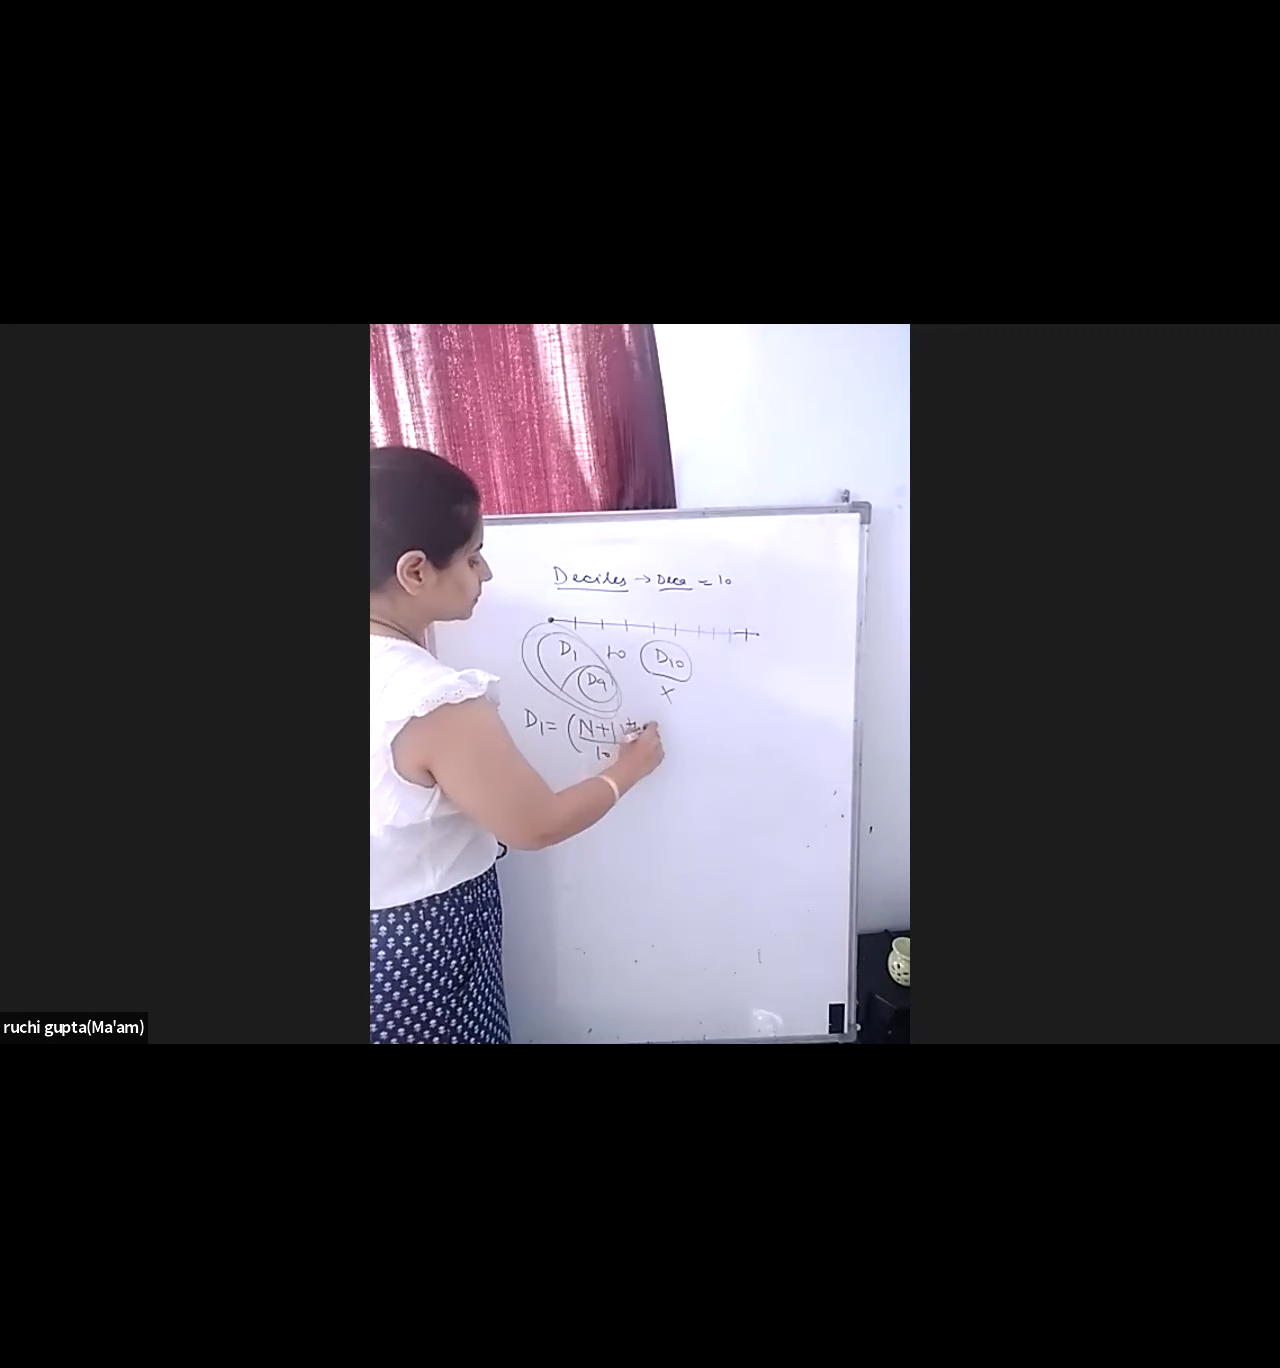 Deciles → Deca = 10
D1 to D10
D9 x
D1 = (N+1
10
ruchi gupta(Ma'am)